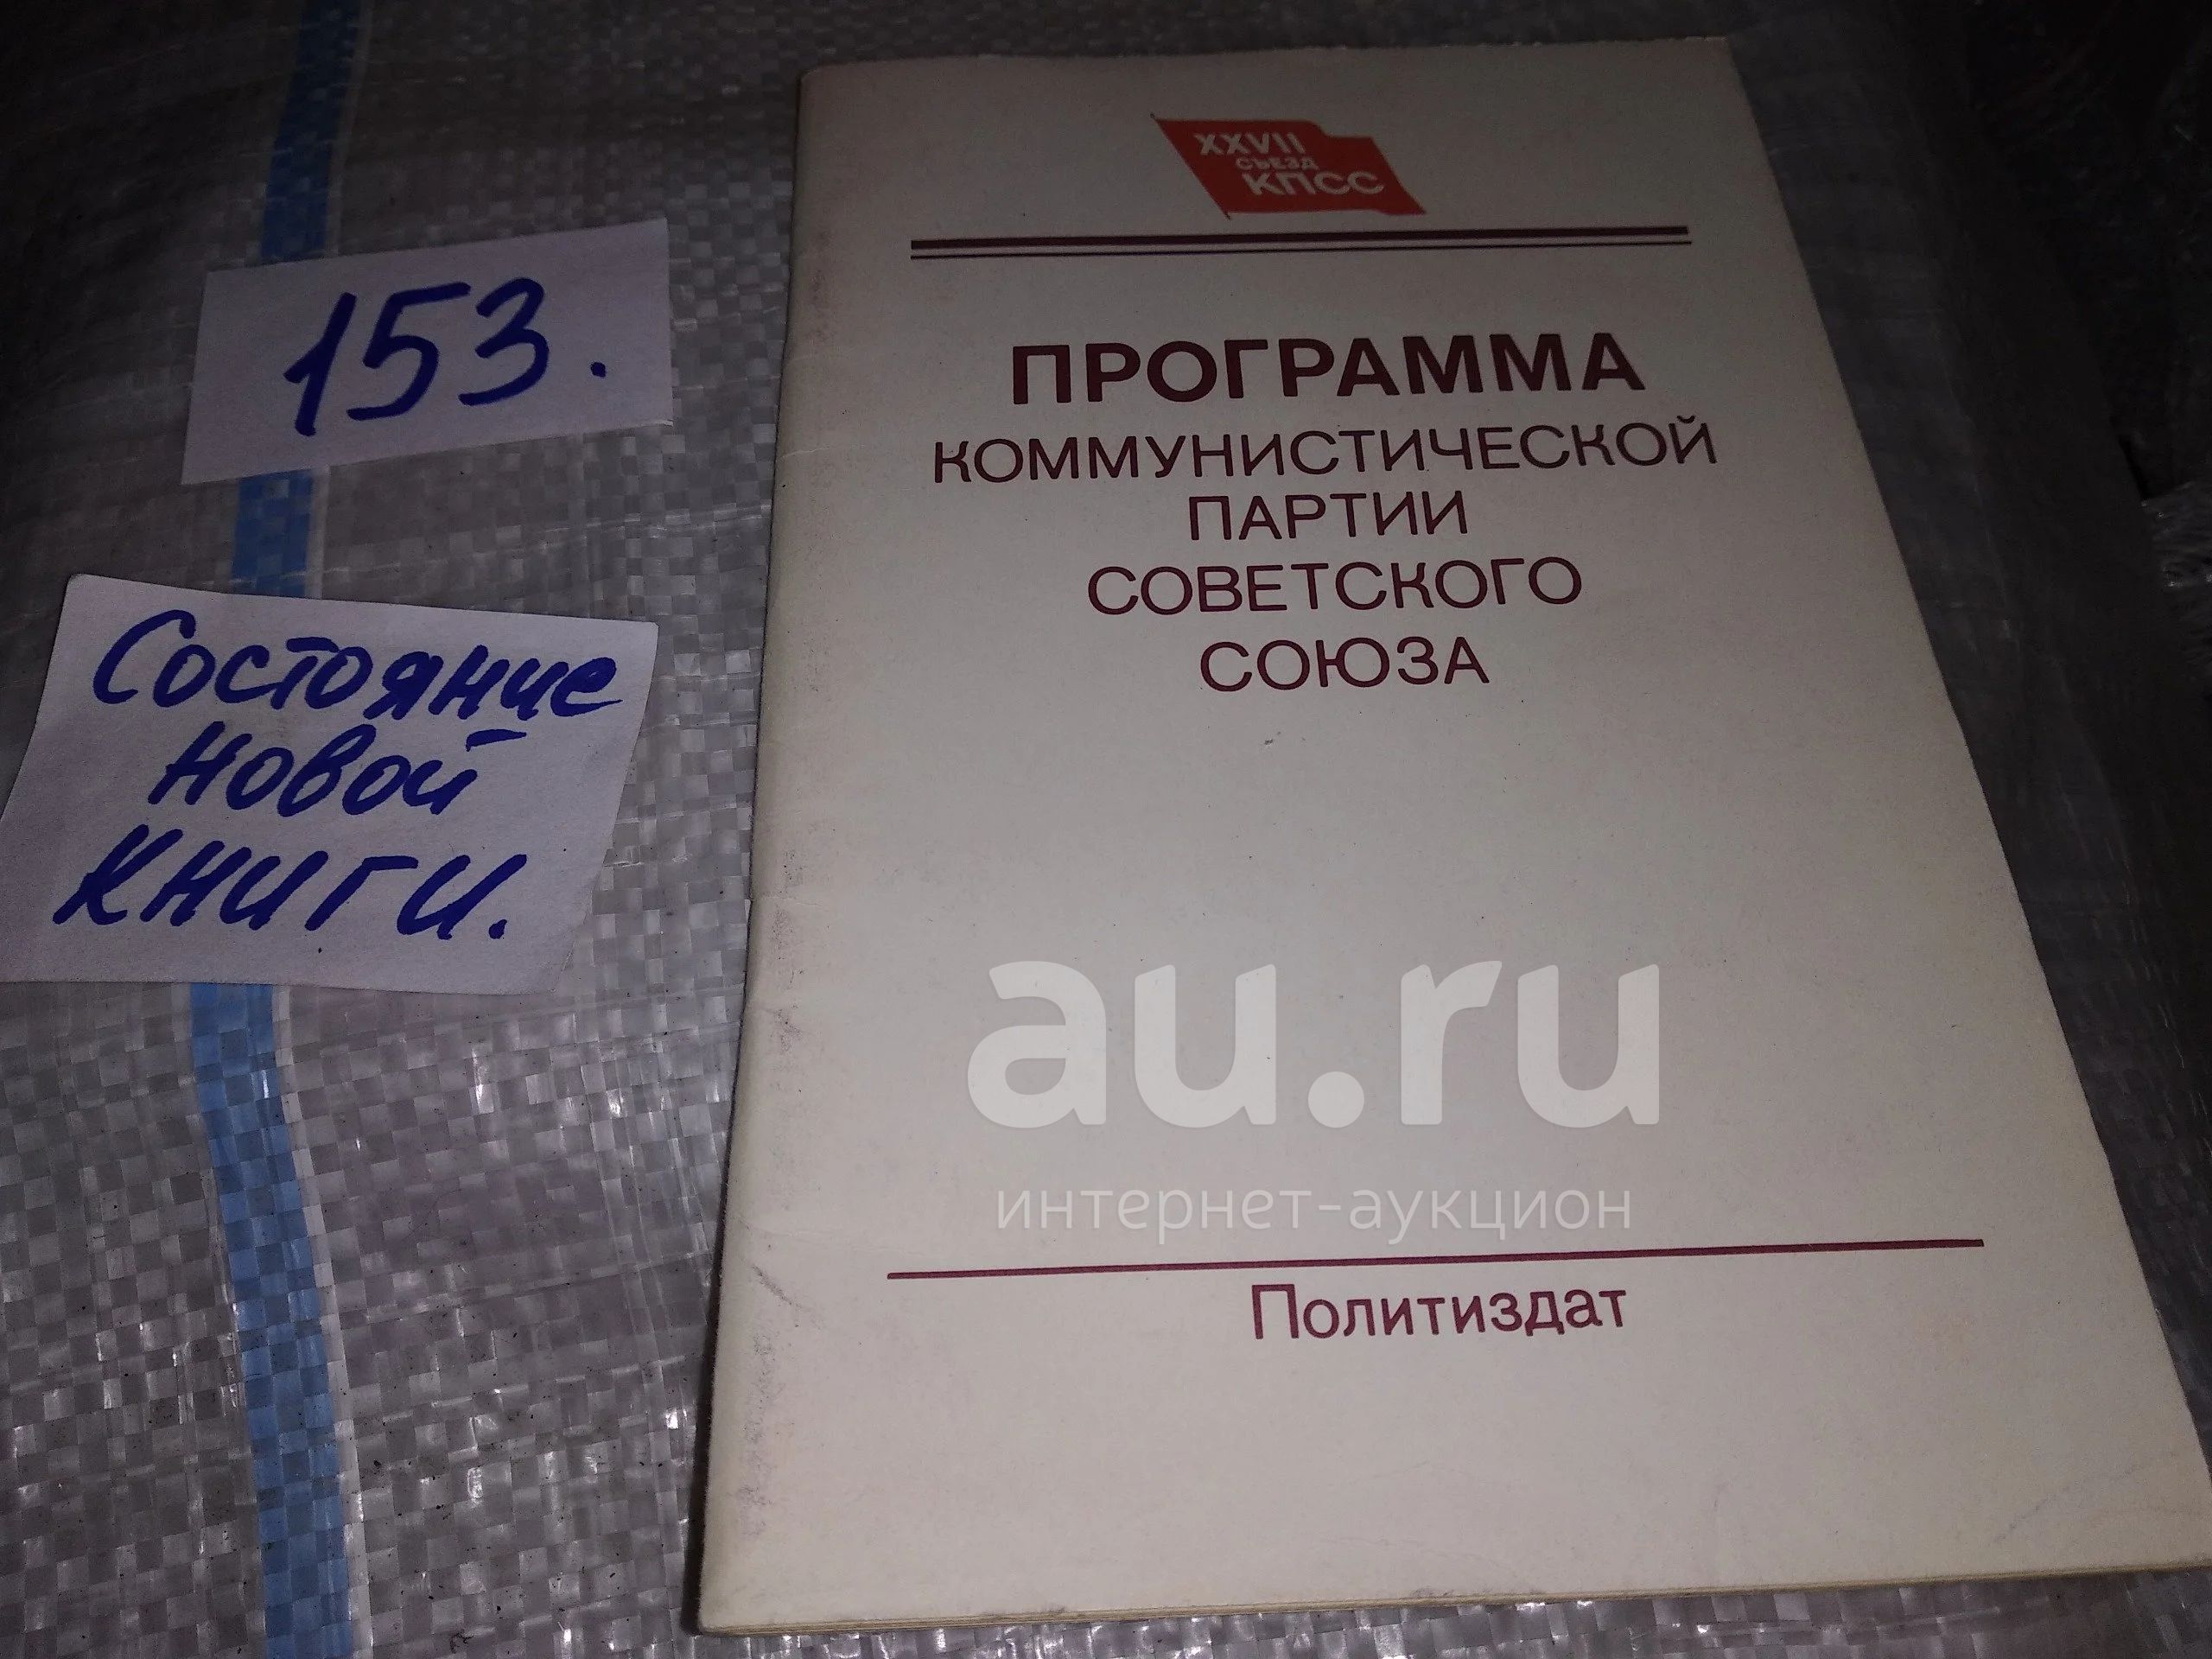 153.
Состояние
новой
книги.
XXVII
СЪЕЗД
КПСС
ПРОГРАММА
КОММУНИСТИЧЕСКОЙ
ПАРТИИ
СОВЕТСКОГО
СОЮЗА
au.ru
интернет-аукцион
Политиздат